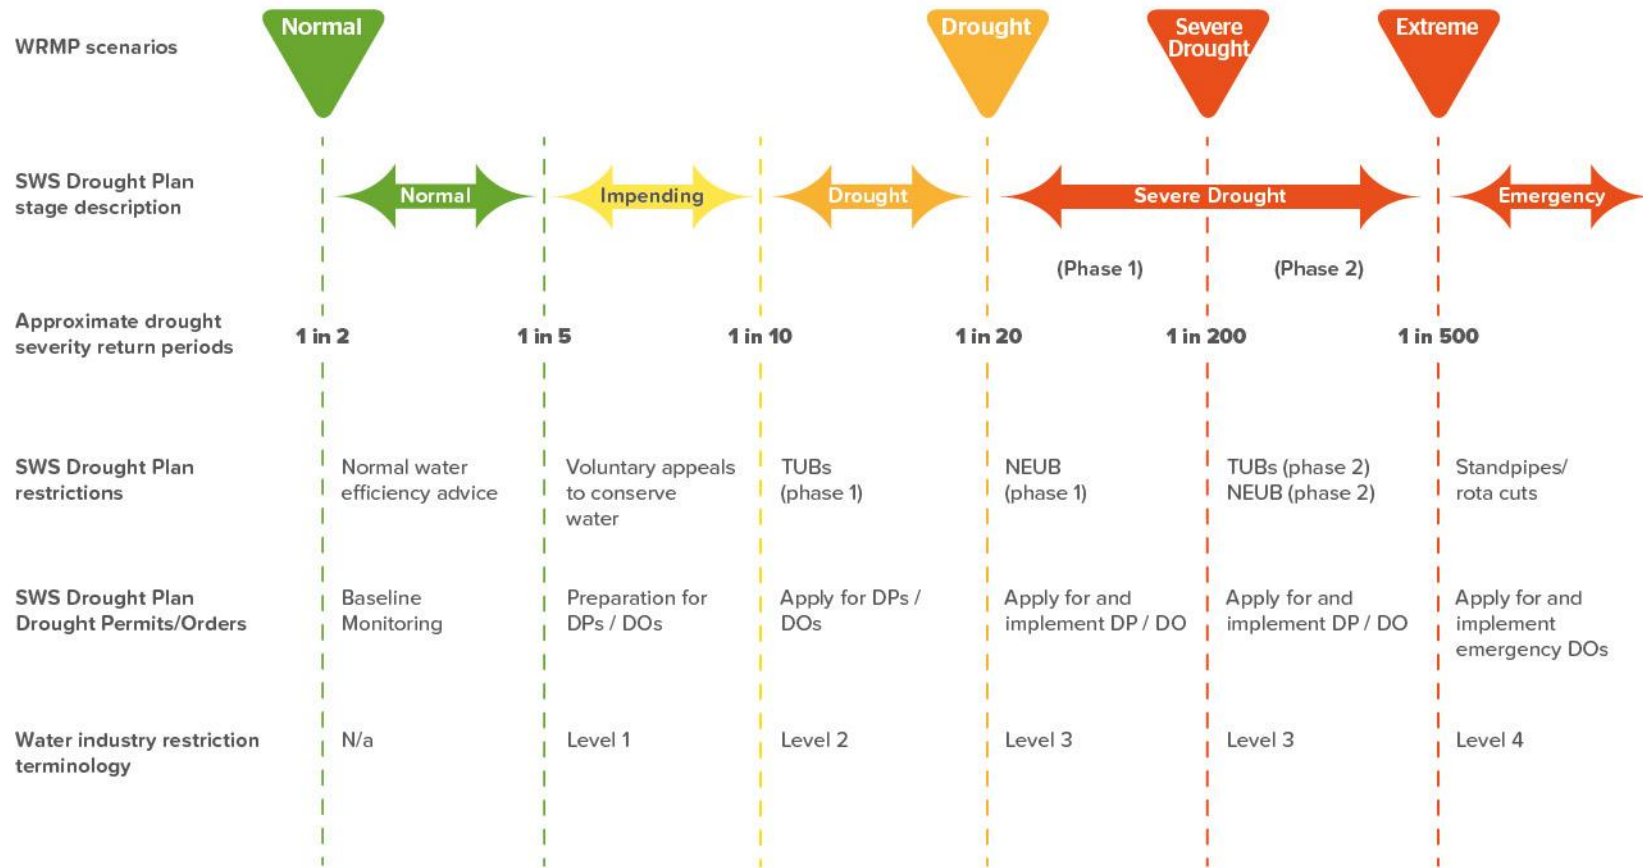 WRMP scenarios
Normal
Drought
Severe
Drought
Extreme
SWS Drought Plan
stage description
Normal
Impending
Drought
Severe Drought
Emergency
(Phase 1)
(Phase 2)
Approximate drought
severity return periods
1 in 2
1 in 5
1 in 10
1 in 20
1 in 200
1 in 500
SWS Drought Plan
restrictions
Normal water
efficiency advice
Voluntary appeals
to conserve
water
TUBs
(phase 1)
NEUB
(phase 1)
TUBs (phase 2)
NEUB (phase 2)
Standpipes/
rota cuts
SWS Drought Plan
Drought Permits/Orders
Baseline
Monitoring
Preparation for
DPs / DOs
Apply for DPs /
DOs
Apply for and
implement DP / DO
Apply for and
implement DP / DO
Apply for and
implement
emergency DOs
Water industry restriction
terminology
N/a
Level 1
Level 2
Level 3
Level 3
Level 4